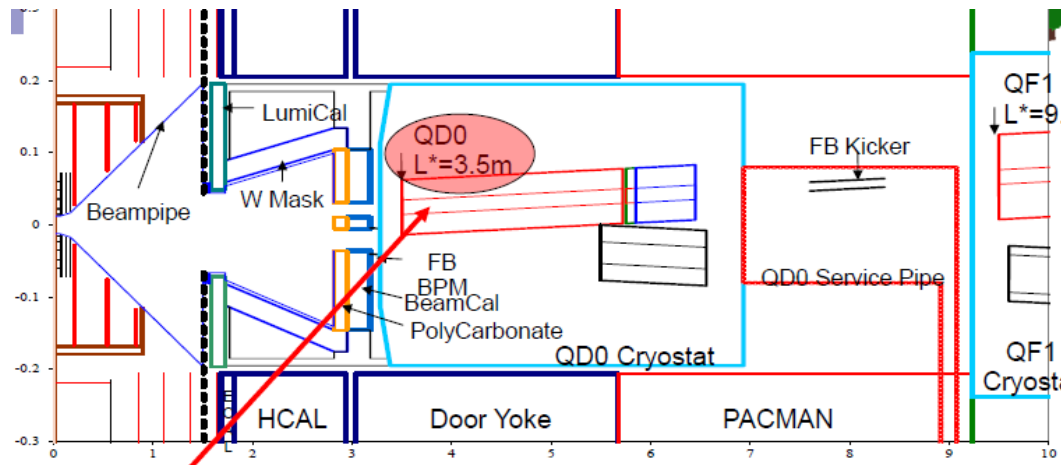 0.3
0.2
0.1
0
-0.1
-0.2
-0.3
LumiCal
W Mask
Beampipe
QD0
L*=3.5m
FB Kicker
QF1
FB
BPM
BeamCal
PolyCarbonate
QD0 Service Pipe
QD0 Cryostat
QF1
HCAL
Door Yoke
PACMAN
0 1 2 3 4 5 6 7 8 9 10